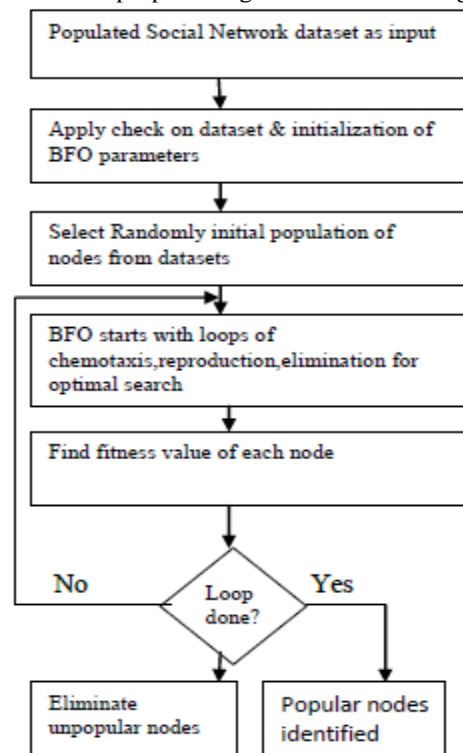 Populated Social Network dataset as input
Apply check on dataset & initialization of
BFO parameters
Select Randomly initial population of
nodes from datasets
BFO starts with loops of
chemotaxis,reproduction,elimination for
optimal search
Find fitness value of each node
No
Yes
Loop
done?
Eliminate
unpopular nodes
Popular nodes
identified